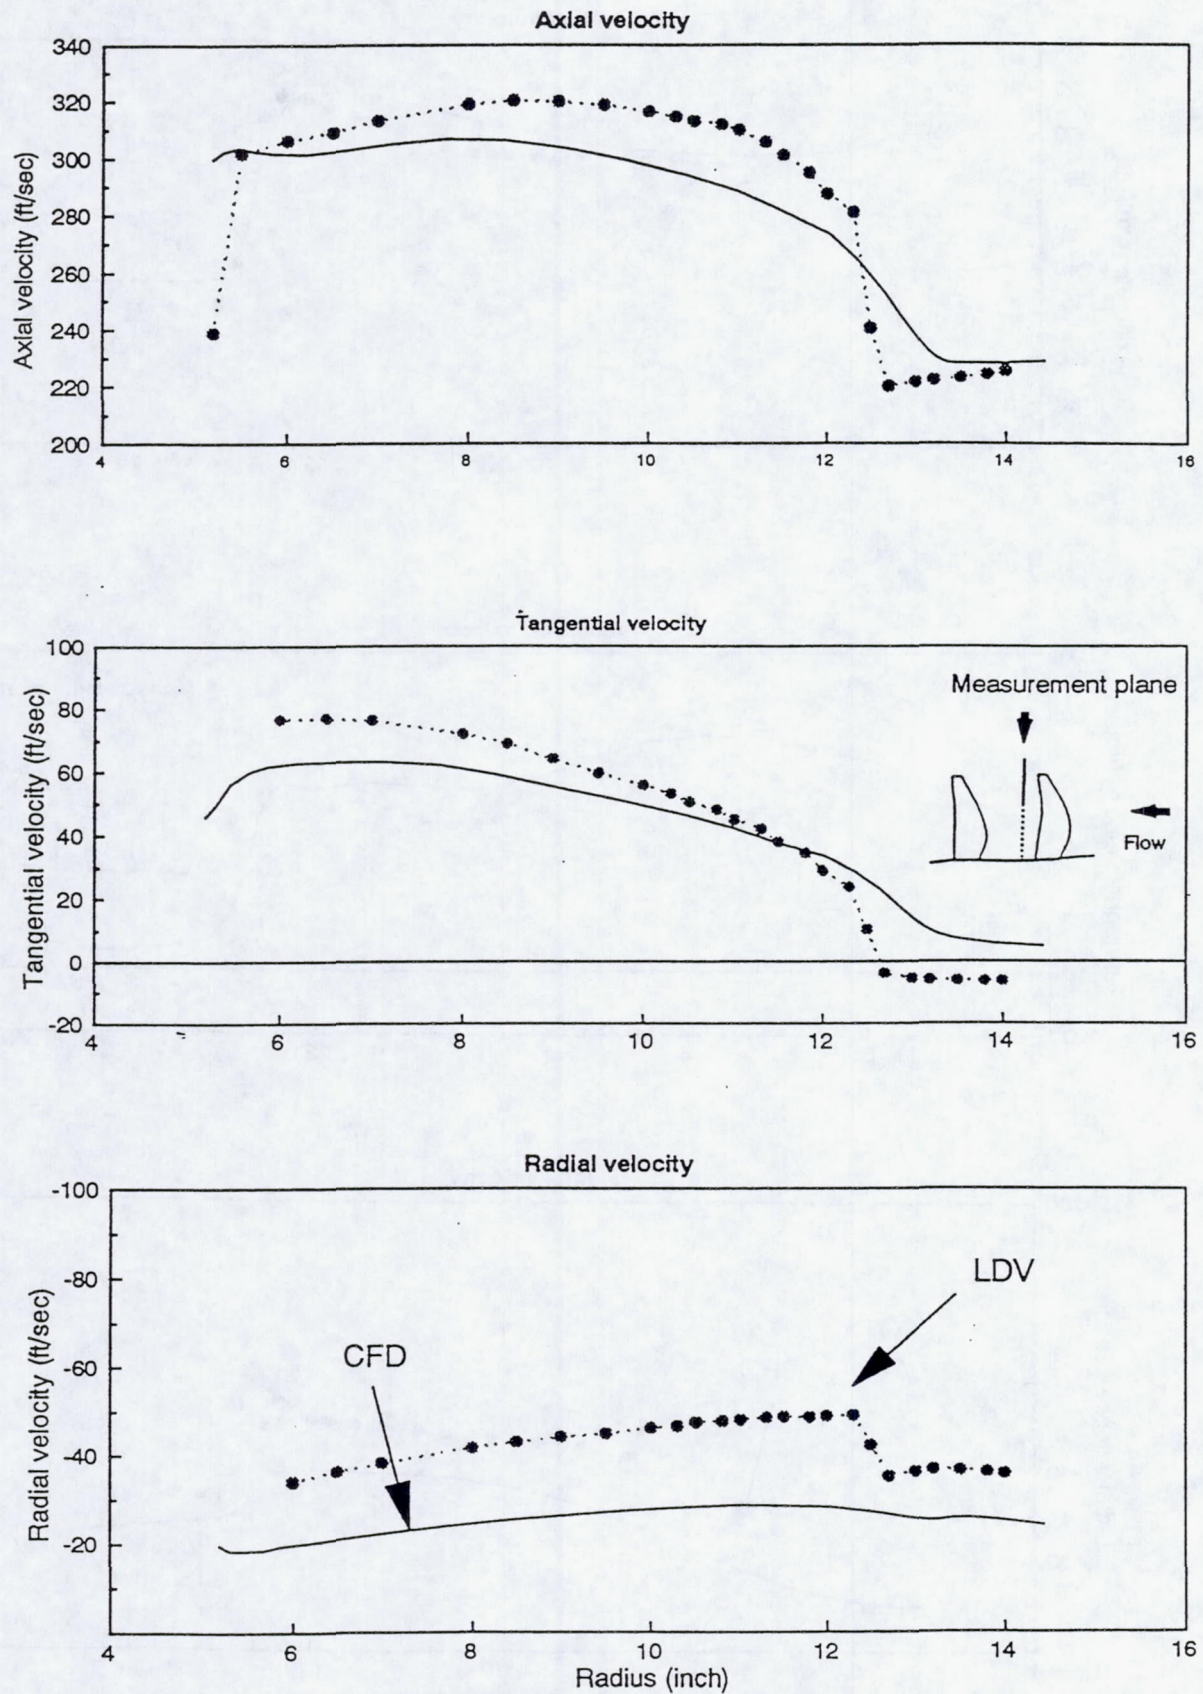 Axial velocity
340
320
300
280
260
240
220
200
Axial velocity (ft/sec)
4 6 8 10 12 14 16
Tangential velocity
100
80
60
40
20
0
-20
Tangential velocity (ft/sec)
Measurement plane
Flow
4 6 8 10 12 14 16
Radial velocity
-100
-80
-60
-40
-20
Radial velocity (ft/sec)
LDV
CFD
4 6 8 10 12 14 16
Radius (inch)